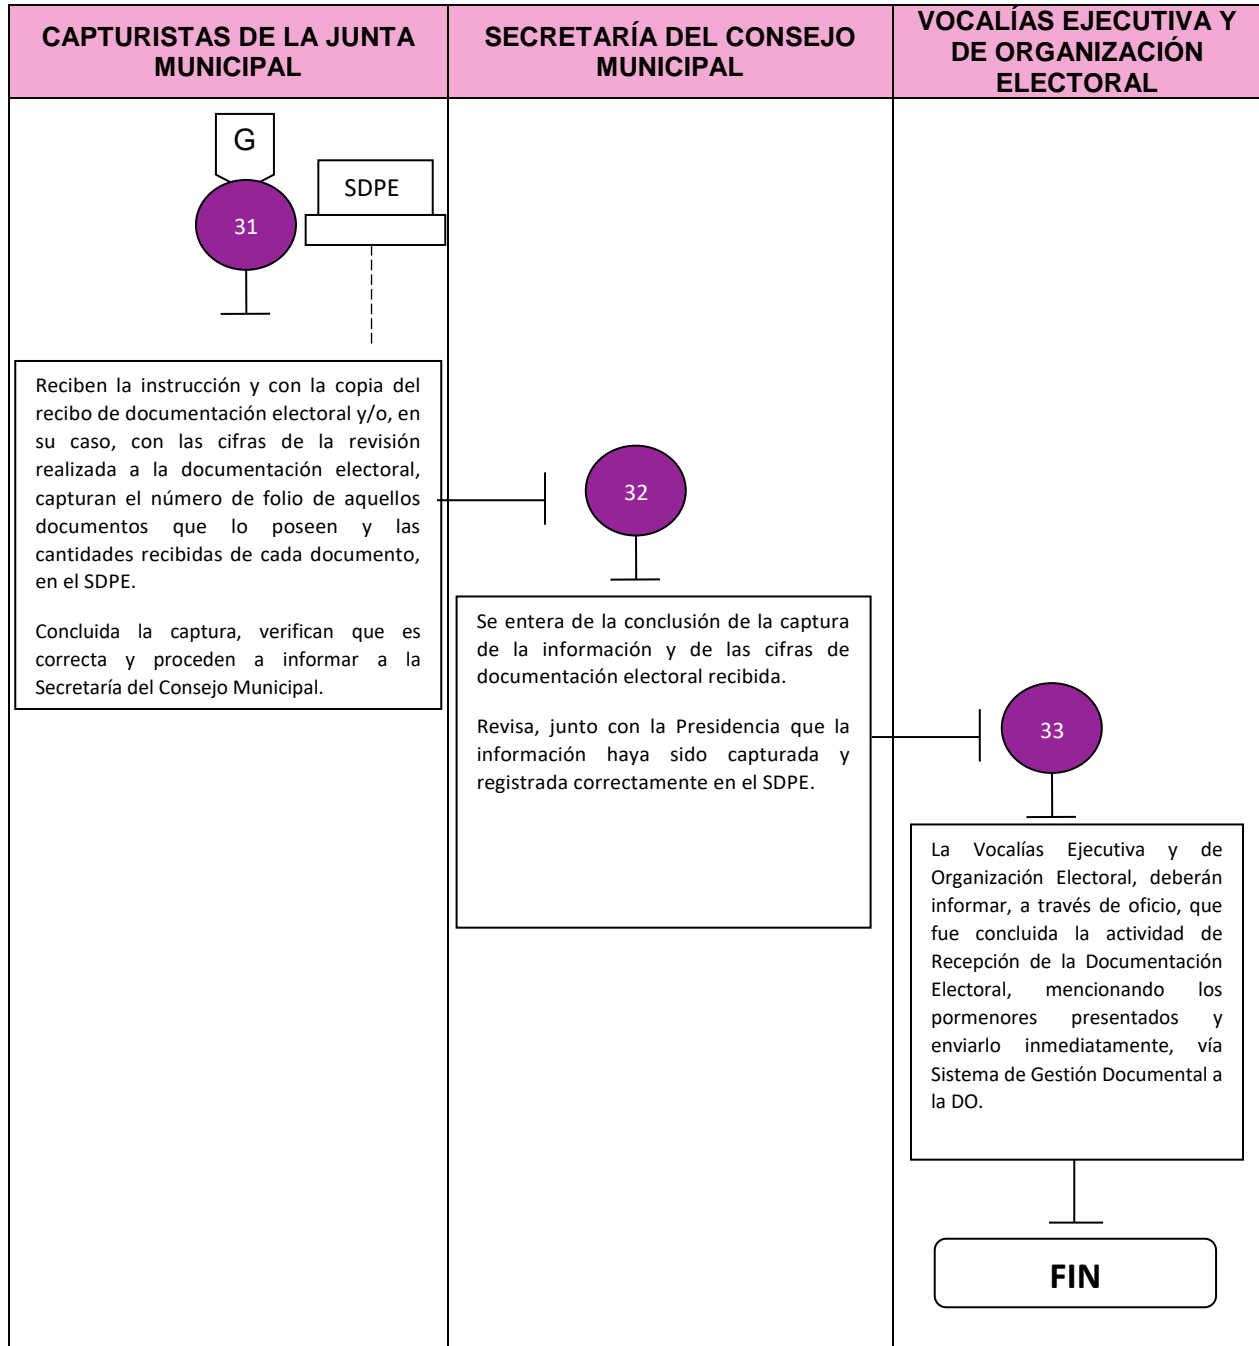 CAPTURISTAS DE LA JUNTA
MUNICIPAL
SECRETARÍA DEL CONSEJO
MUNICIPAL
VOCALÍAS EJECUTIVA Y
DE ORGANIZACIÓN
ELECTORAL
G
SDPE
31
Reciben la instrucción y con la copia del
recibo de documentación electoral y/o, en
su caso, con las cifras de la revisión
realizada a la documentación electoral,
capturan el número de folio de aquellos
documentos que lo poseen y las
cantidades recibidas de cada documento,
en el SDPE.
Concluida la captura, verifican que es
correcta y proceden a informar a la
Secretaría del Consejo Municipal.
32
Se entera de la conclusión de la captura
de la información y de las cifras de
documentación electoral recibida.
Revisa, junto con la Presidencia que la
información haya sido capturada y
registrada correctamente en el SDPE.
33
La Vocalías Ejecutiva y de
Organización Electoral, deberán
informar, a través de oficio, que
fue concluida la actividad de
Recepción de la Documentación
Electoral, mencionando los
pormenores presentados y
enviarlo inmediatamente, vía
Sistema de Gestión Documental a
la DO.
FIN